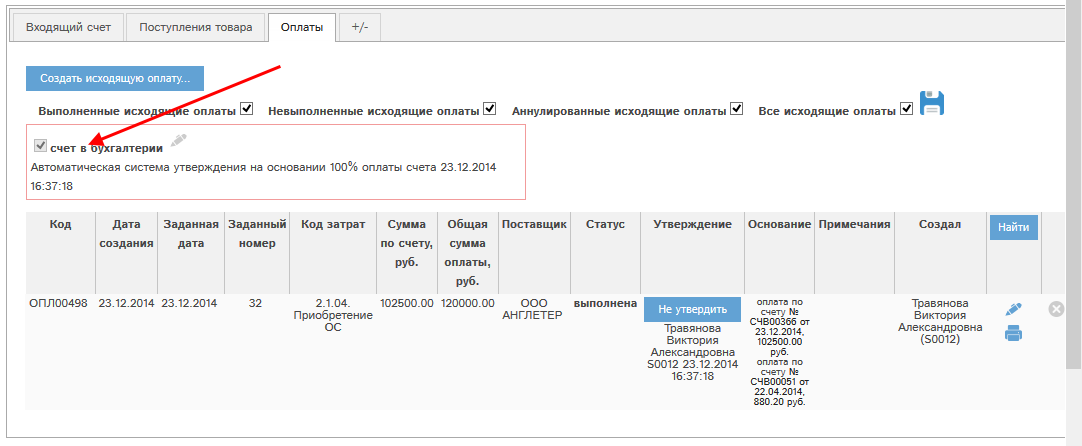 Входящий счет Поступления товара Оплаты +/-
Создать исходящую оплату...
Выполненные исходящие оплаты Невыполненные исходящие оплаты Аннулированные исходящие оплаты Все исходящие оплаты
счет в бухгалтерии
Автоматическая система утверждения на основании 100% оплаты счета 23.12.2014
16:37:18
Код
Дата
создания
Заданная
дата
Заданный
номер
Код затрат
Сумма
по счету,
руб.
Общая
сумма
оплаты,
руб.
Поставщик
Статус
Утверждение
Основание
Примечания
Создал
Найти
ОПЛ00498
23.12.2014
23.12.2014
32
2.1.04.
Приобретение
ОС
102500.00
120000.00
ООО
АНГЛЕТЕР
выполнена
Не утвердить
Травянова
Виктория
Александровна
S0012 23.12.2014
16:37:18
оплата по
счету №
СЧВ00366 от
23.12.2014,
102500.00
руб.
оплата по
счету №
СЧВ00051 от
22.04.2014,
880.20 руб.
Травянова
Виктория
Александровна
(S0012)